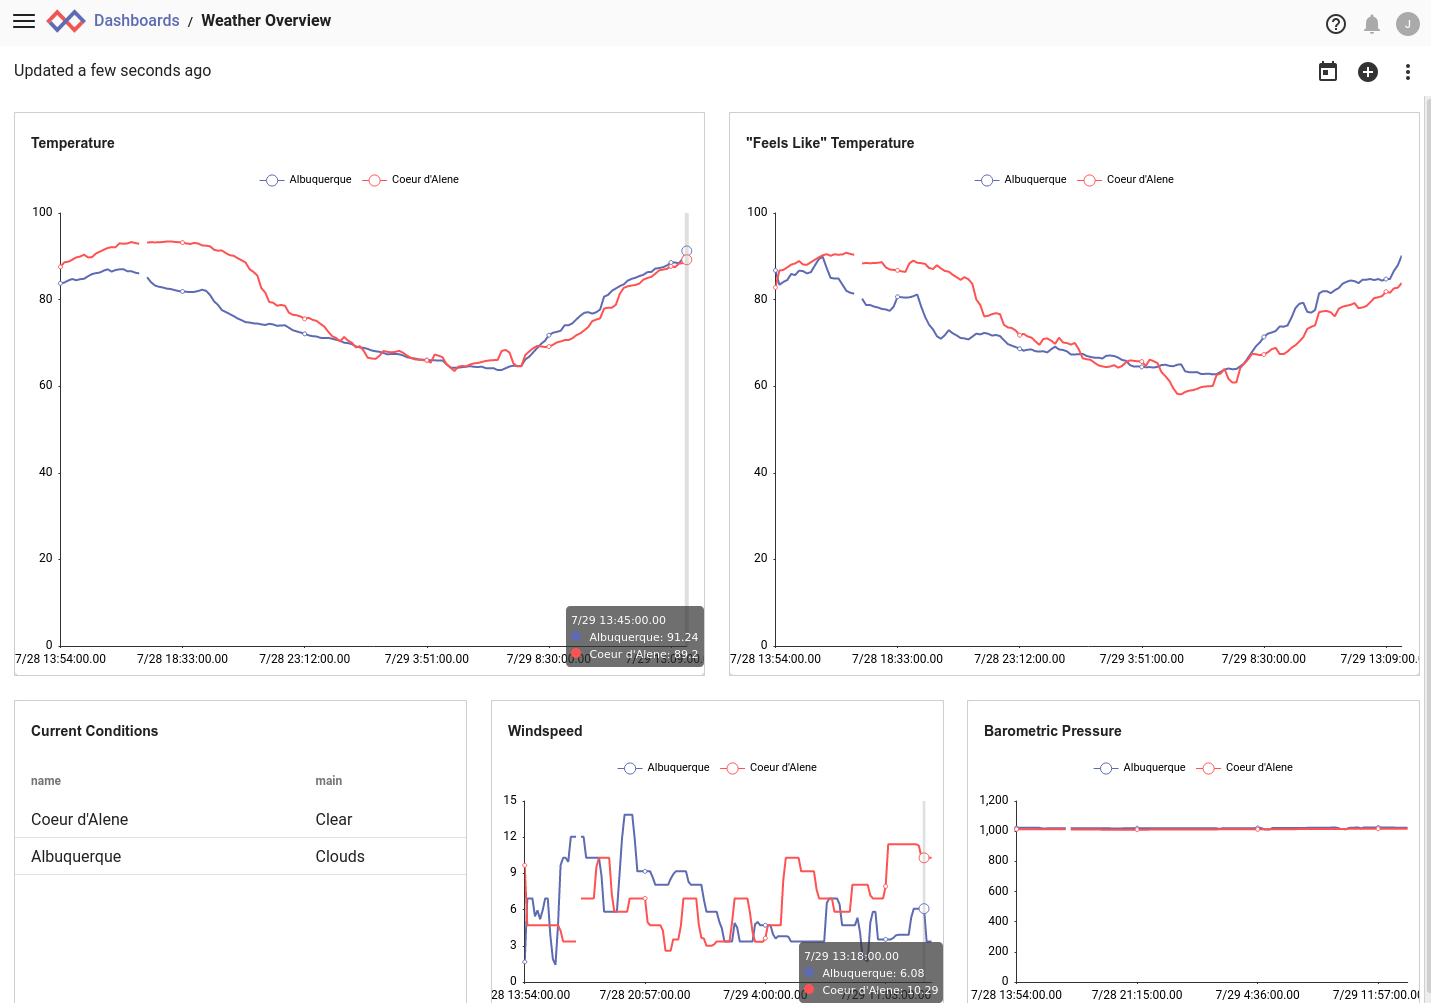 Dashboards / Weather Overview
J
Updated a few seconds ago
Temperature
Albuquerque Coeur d'Alene
100
80
60
40
20
0
7/28 13:54:00.00 7/28 18:33:00.00 7/28 23:12:00.00 7/29 3:51:00.00 7/29 8:30:00.00 7/29 13:09:00.
7/29 13:45:00.00
Albuquerque: 91.24
Coeur d'Alene: 89.2
"Feels Like" Temperature
Albuquerque Coeur d'Alene
100
80
60
40
20
0
7/28 13:54:00.00 7/28 18:33:00.00 7/28 23:12:00.00 7/29 3:51:00.00 7/29 8:30:00.00 7/29 13:09:00.
Current Conditions
name main
Coeur d'Alene Clear
Albuquerque Clouds
Windspeed
Albuquerque Coeur d'Alene
15
12
9
6
3
0
28 13:54:00.00 7/28 20:57:00.00 7/29 4:00:00.00 7/29 11:03:00.00
7/29 13:18:00.00
Albuquerque: 6.08
Coeur d'Alene: 10.29
Barometric Pressure
Albuquerque Coeur d'Alene
1,200
1,000
800
600
400
200
0
7/28 13:54:00.00 7/28 21:15:00.00 7/29 4:36:00.00 7/29 11:57:00.0